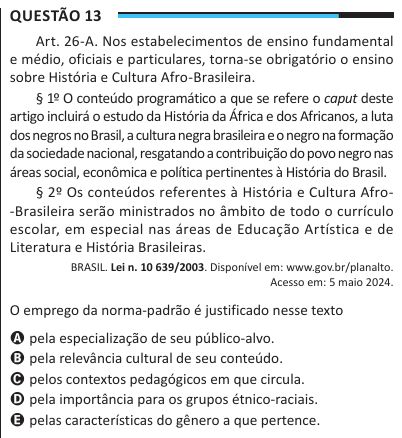 QUESTÃO 13
Art. 26-A. Nos estabelecimentos de ensino fundamental
e médio, oficiais e particulares, torna-se obrigatório o ensino
sobre História e Cultura Afro-Brasileira.
§ 1º O conteúdo programático a que se refere o caput deste
artigo incluirá o estudo da História da África e dos Africanos, a luta
dos negros no Brasil, a cultura negra brasileira e o negro na formação
da sociedade nacional, resgatando a contribuição do povo negro nas
áreas social, econômica e política pertinentes à História do Brasil.
§ 2º Os conteúdos referentes à História e Cultura Afro-
-Brasileira serão ministrados no âmbito de todo o currículo
escolar, em especial nas áreas de Educação Artística e de
Literatura e História Brasileiras.
BRASIL. Lei n. 10 639/2003. Disponível em: www.gov.br/planalto.
Acesso em: 5 maio 2024.
O emprego da norma-padrão é justificado nesse texto
A pela especialização de seu público-alvo.
B pela relevância cultural de seu conteúdo.
C pelos contextos pedagógicos em que circula.
D pela importância para os grupos étnico-raciais.
E pelas características do gênero a que pertence.